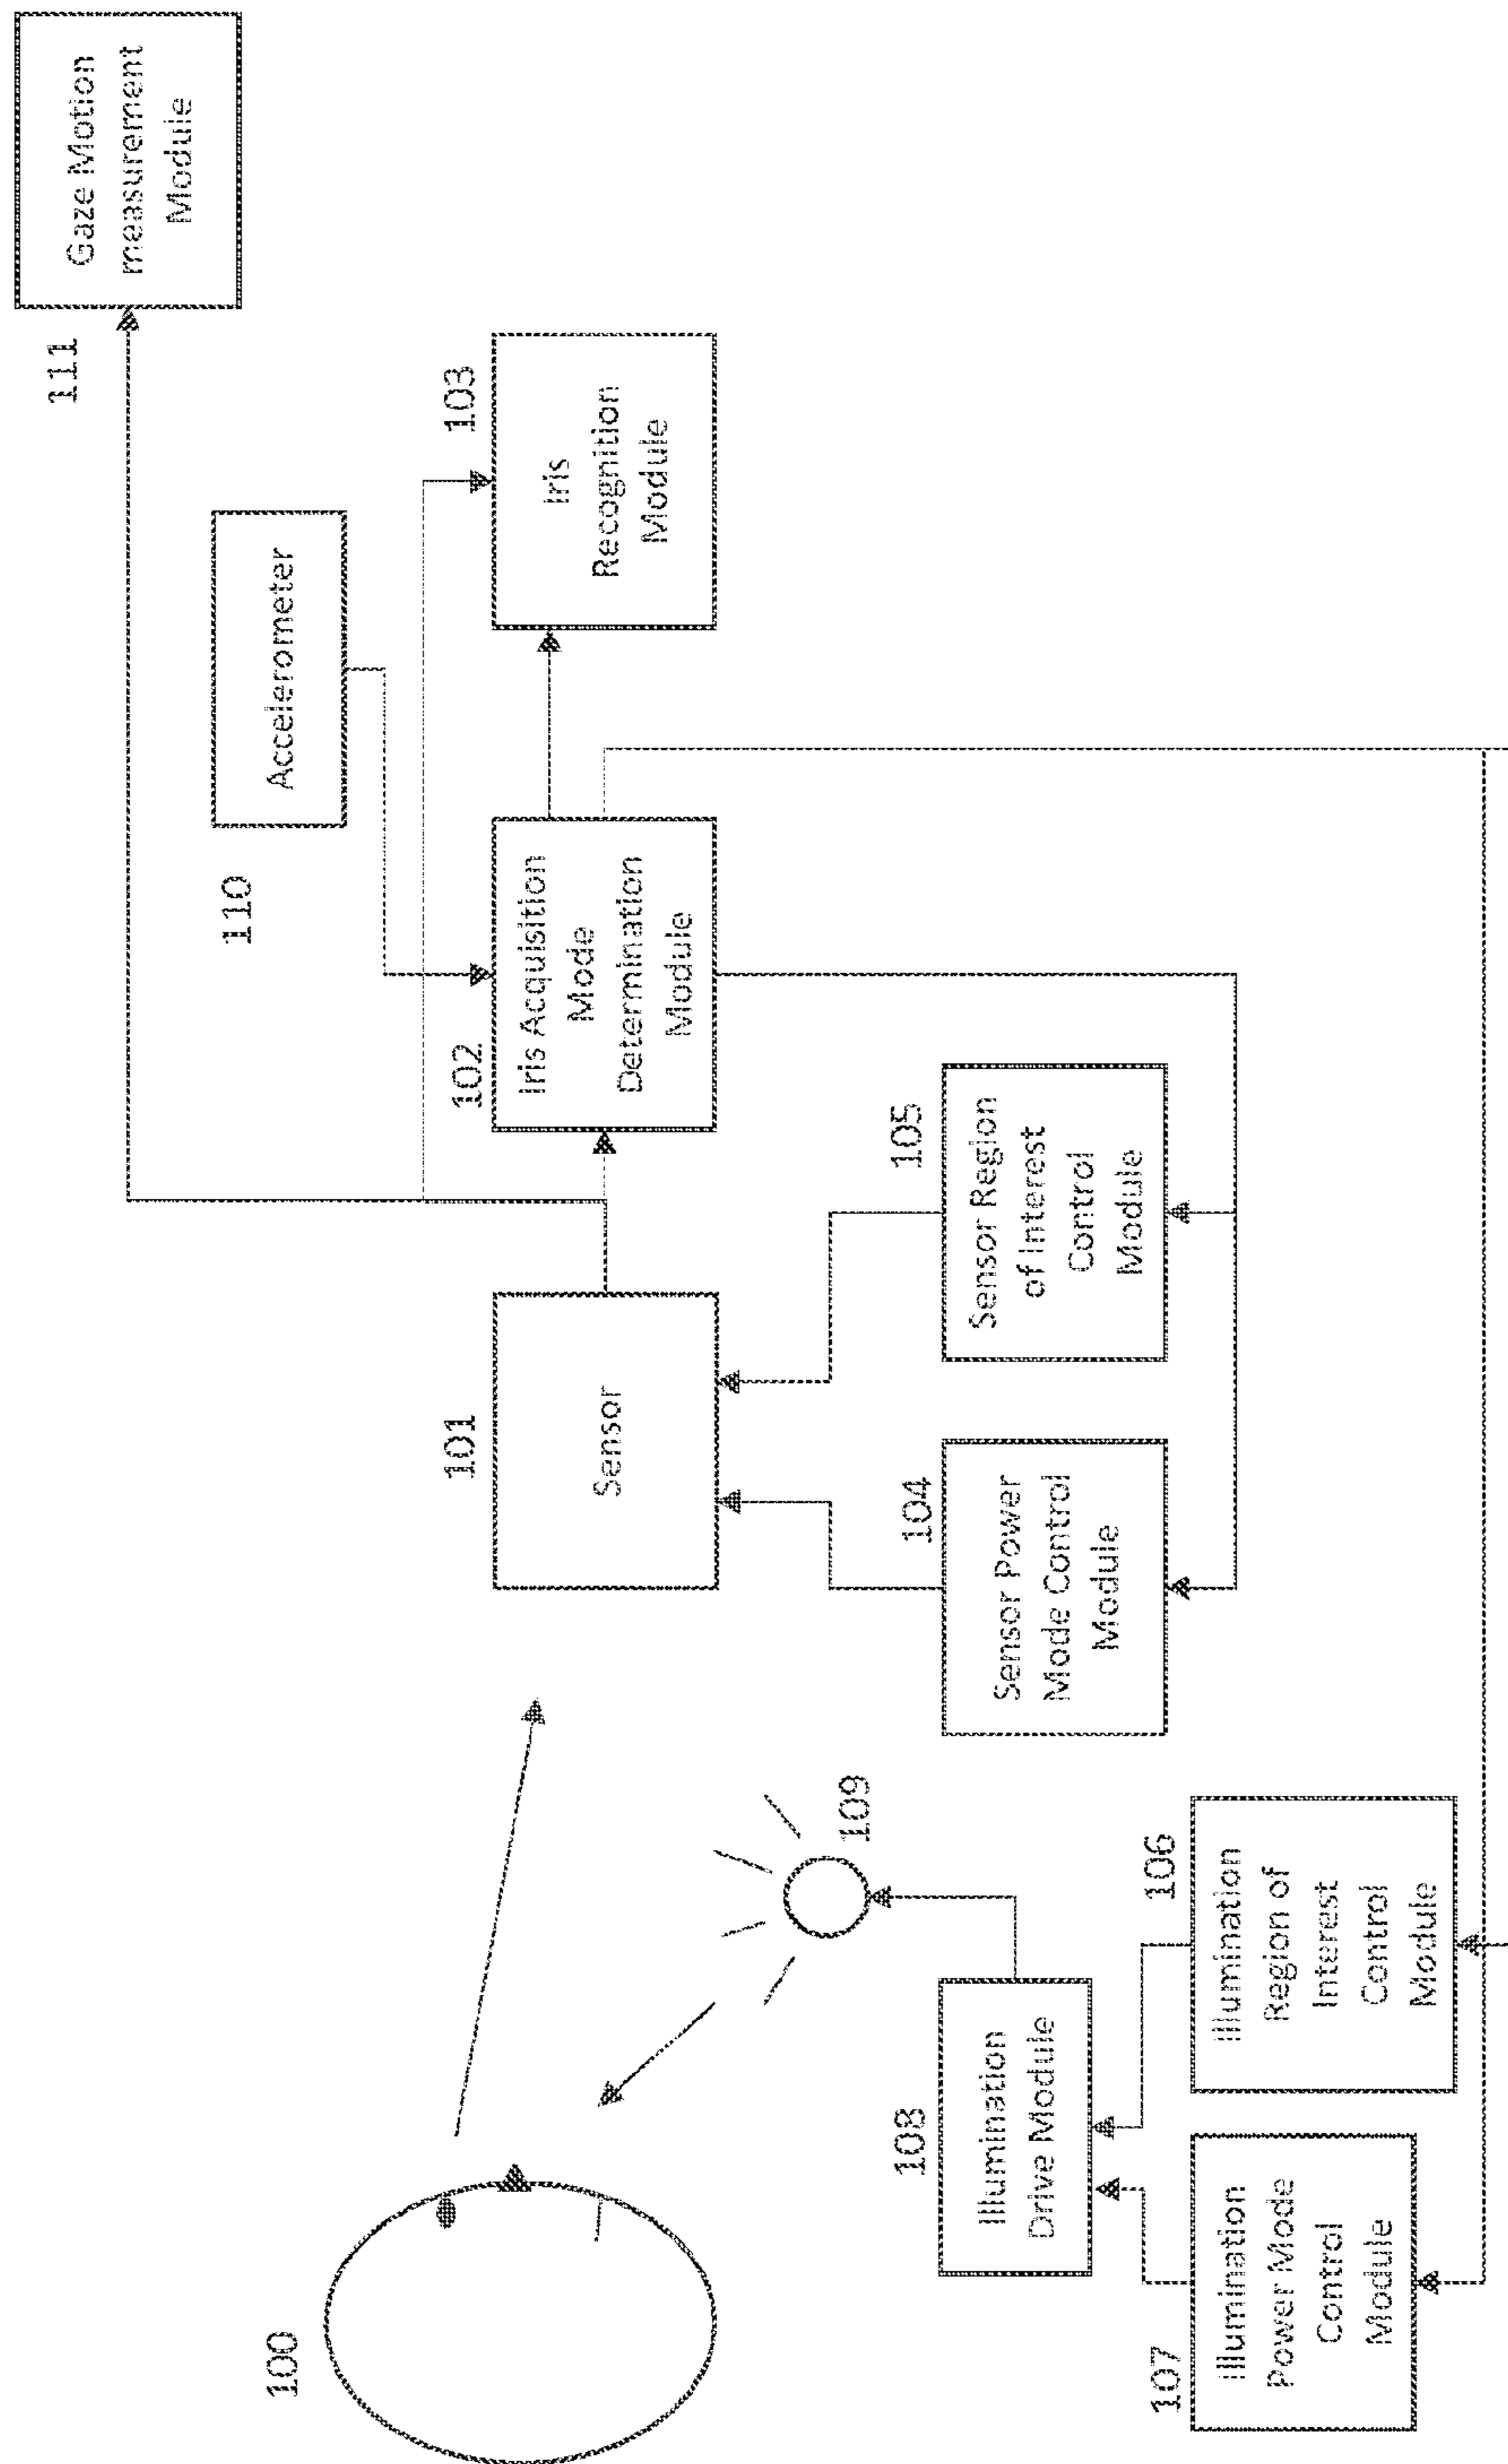 100
101
Sensor
102
Iris Acquisition
Mode
Determination
Module
110
Accelerometer
103
Iris
Recognition
Module
111
Gaze Motion
measurement
Module
109
104
Sensor Power
Mode Control
Module
105
Sensor Region
of Interest
Control
Module
108
Illumination
Drive Module
107
Illumination
Power Mode
Control
Module
106
Illumination
Region of
Interest
Control
Module